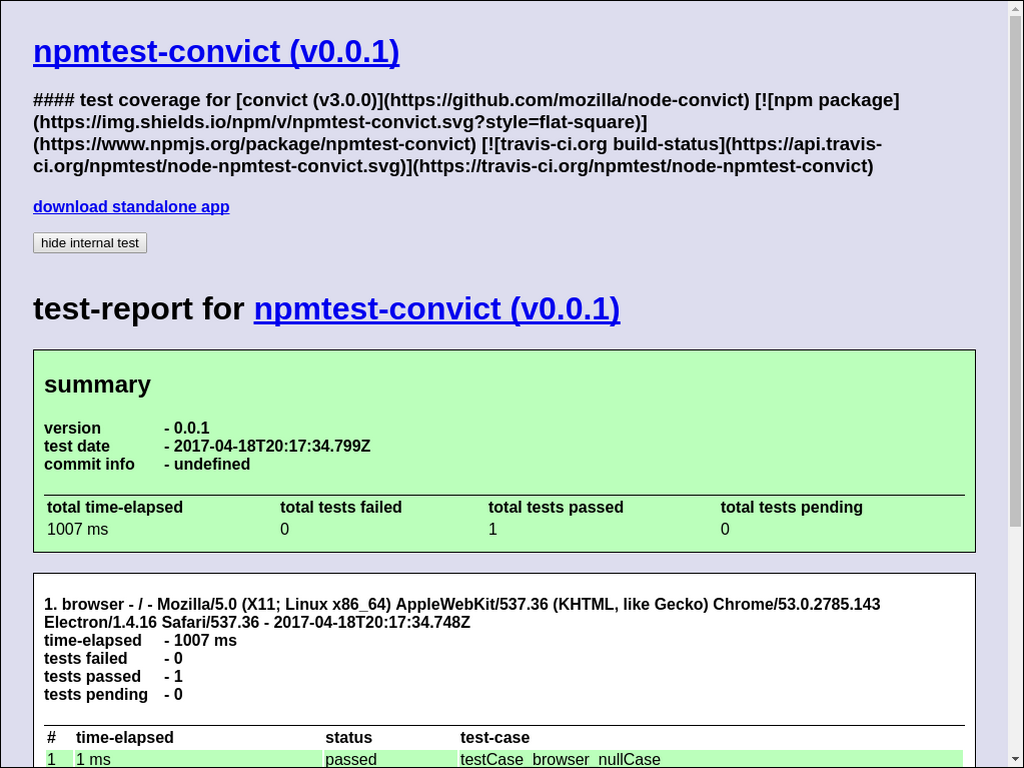 npmtest-convict (v0.0.1)
#### test coverage for [convict (v3.0.0)](https://github.com/mozilla/node-convict) [![npm package]
(https://img.shields.io/npm/v/npmtest-convict.svg?style=flat-square)]
(https://www.npmjs.org/package/npmtest-convict) [![travis-ci.org build-status](https://api.travis-
ci.org/npmtest/node-npmtest-convict.svg)](https://travis-ci.org/npmtest/node-npmtest-convict)
download standalone app
hide internal test
test-report for npmtest-convict (v0.0.1)
summary
version - 0.0.1
test date - 2017-04-18T20:17:34.799Z
commit info - undefined
total time-elapsed total tests failed total tests passed total tests pending
1007 ms 0 1 0
1. browser - / - Mozilla/5.0 (X11; Linux x86_64) AppleWebKit/537.36 (KHTML, like Gecko) Chrome/53.0.2785.143
Electron/1.4.16 Safari/537.36 - 2017-04-18T20:17:34.748Z
time-elapsed - 1007 ms
tests failed - 0
tests passed - 1
tests pending - 0
# time-elapsed status test-case
1 1 ms passed testCase_browser_nullCase